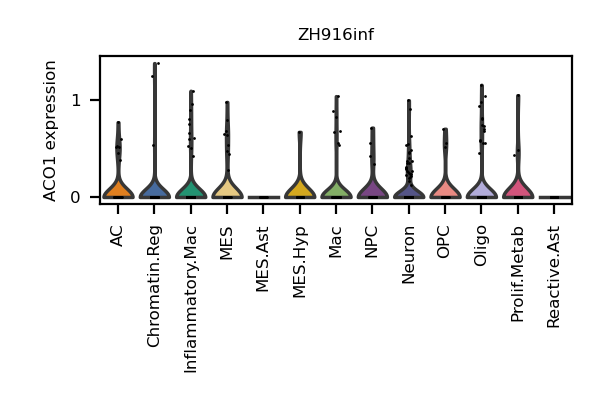 ZH916inf
ACO1 expression
1
0
AC
Chromatin.Reg
Inflammatory.Mac
MES
MES.Ast
MES.Hyp
Mac
NPC
Neuron
OPC
Oligo
Prolif.Metab
Reactive.Ast